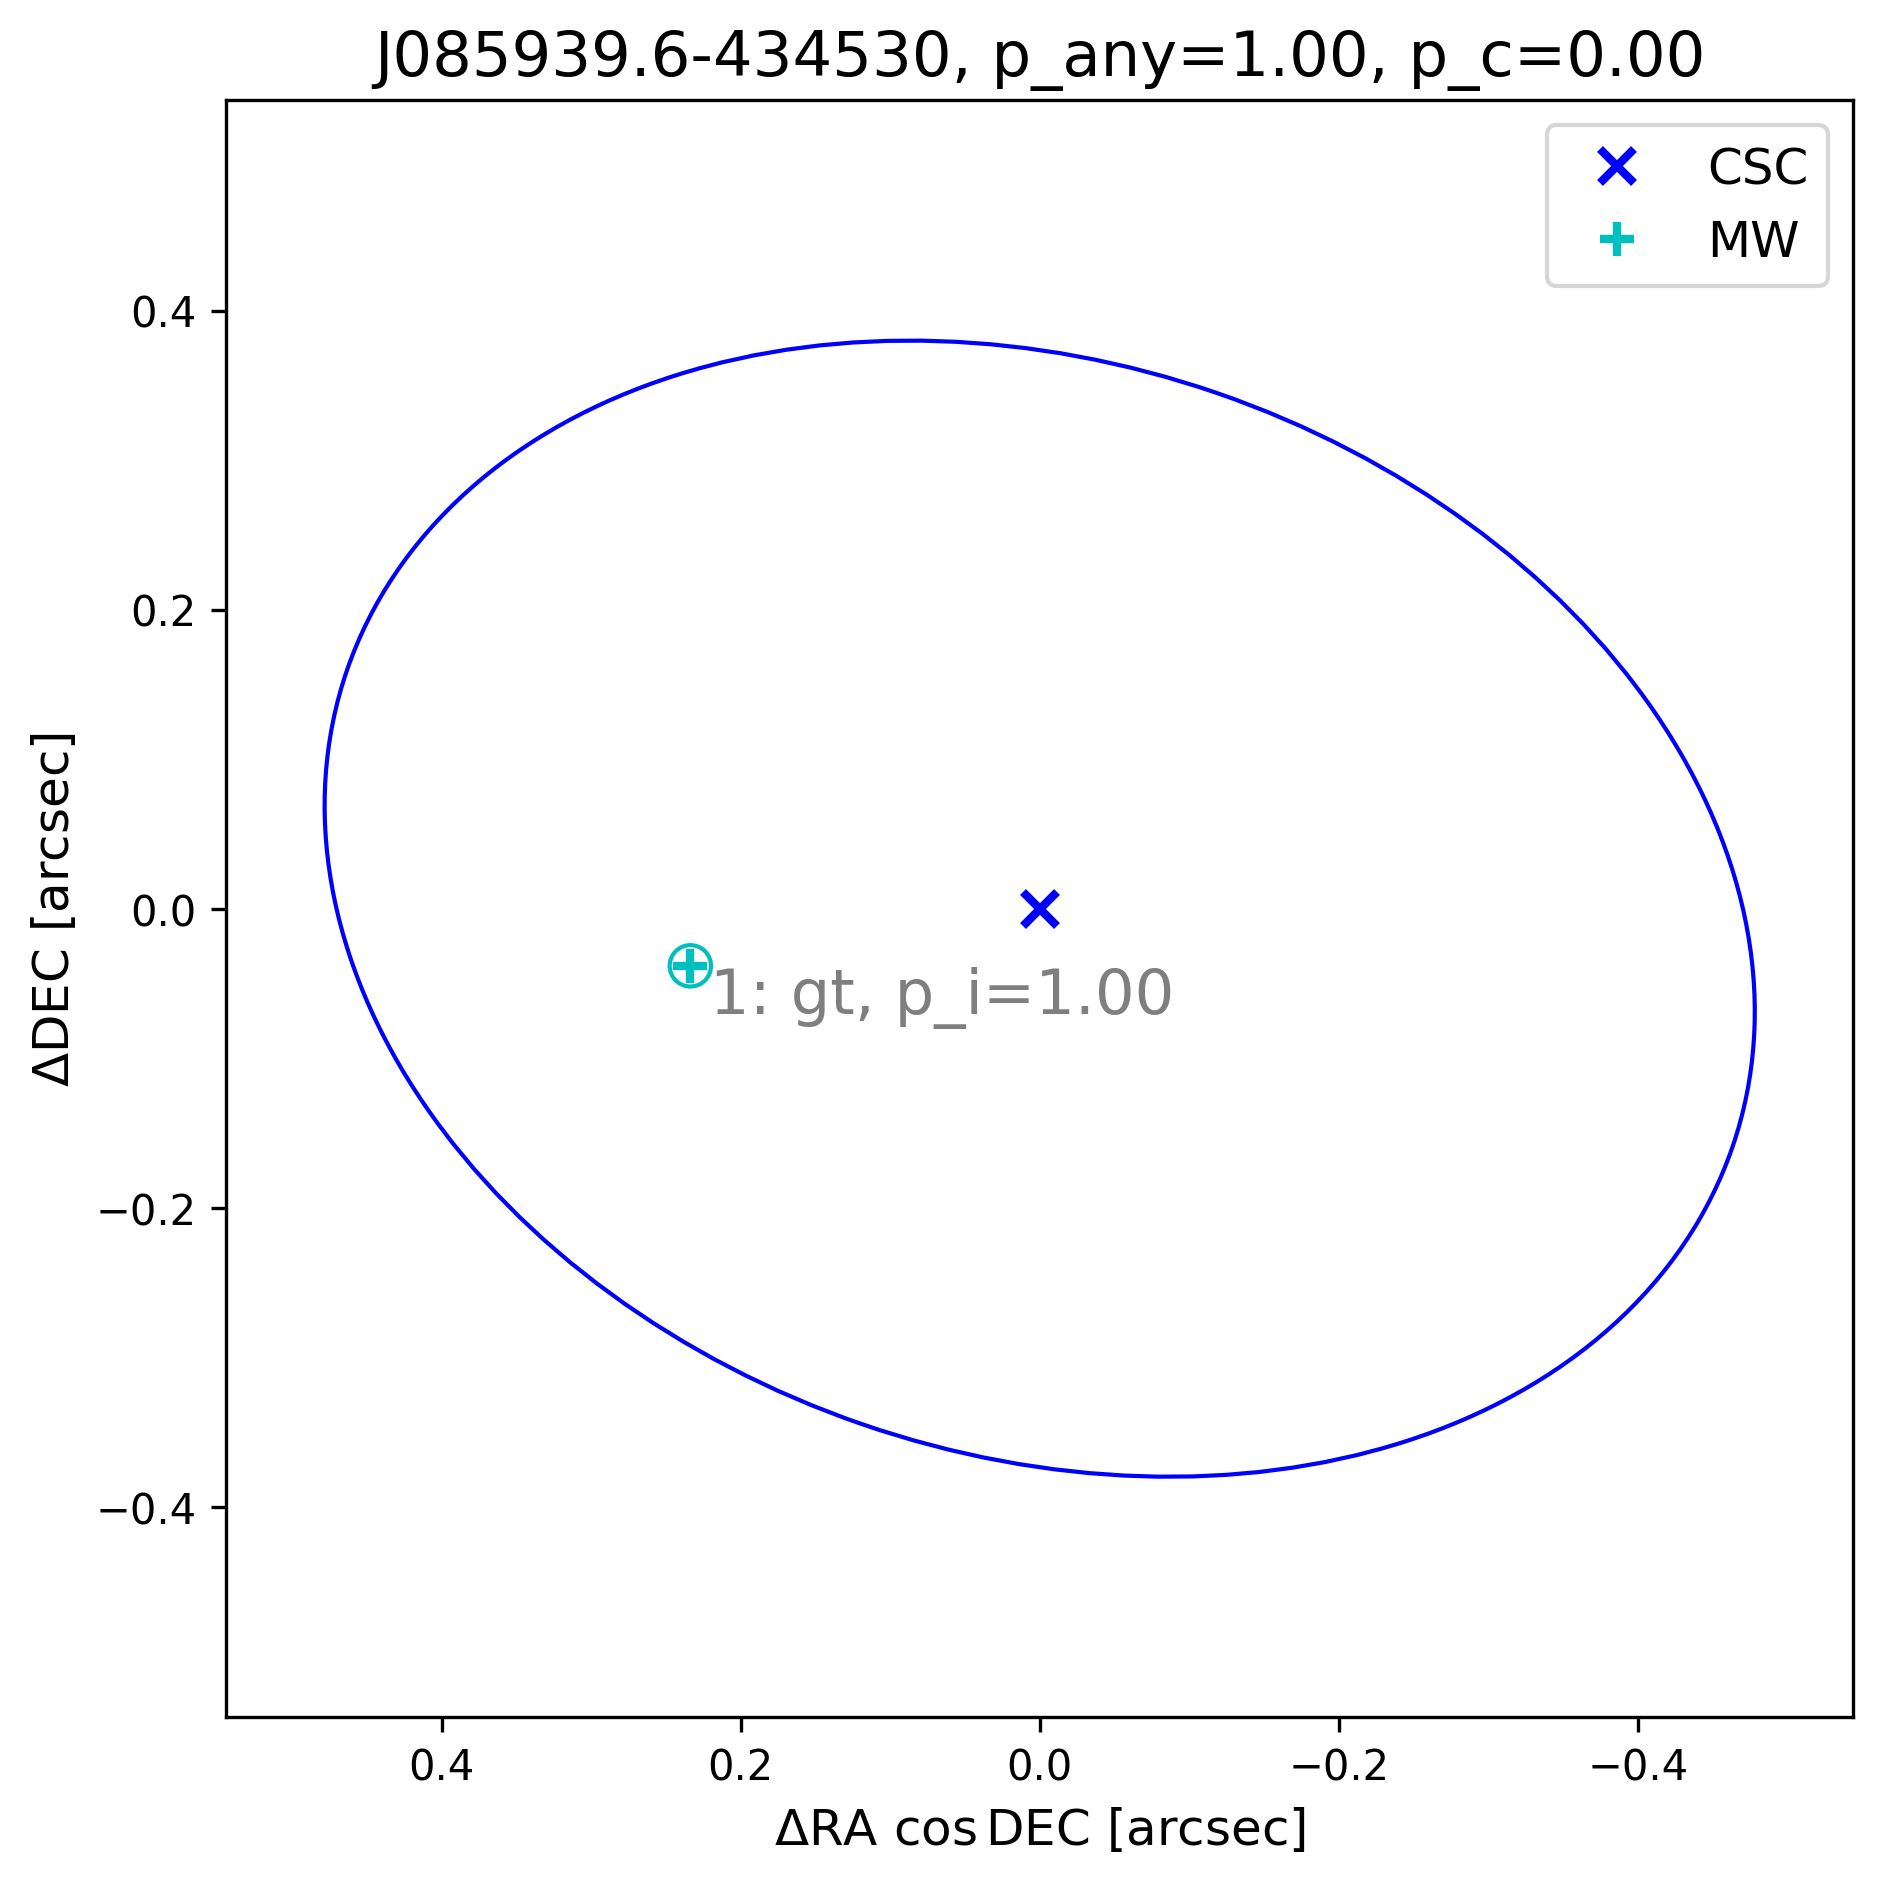 J085939.6-434530, p_any=1.00, p_c=0.00
CSC
MW
0.4
0.2
0.0
−0.2
−0.4
ΔDEC [arcsec]
1: gt, p_i=1.00
0.4
0.2
0.0
−0.2
−0.4
ΔRA cos DEC [arcsec]